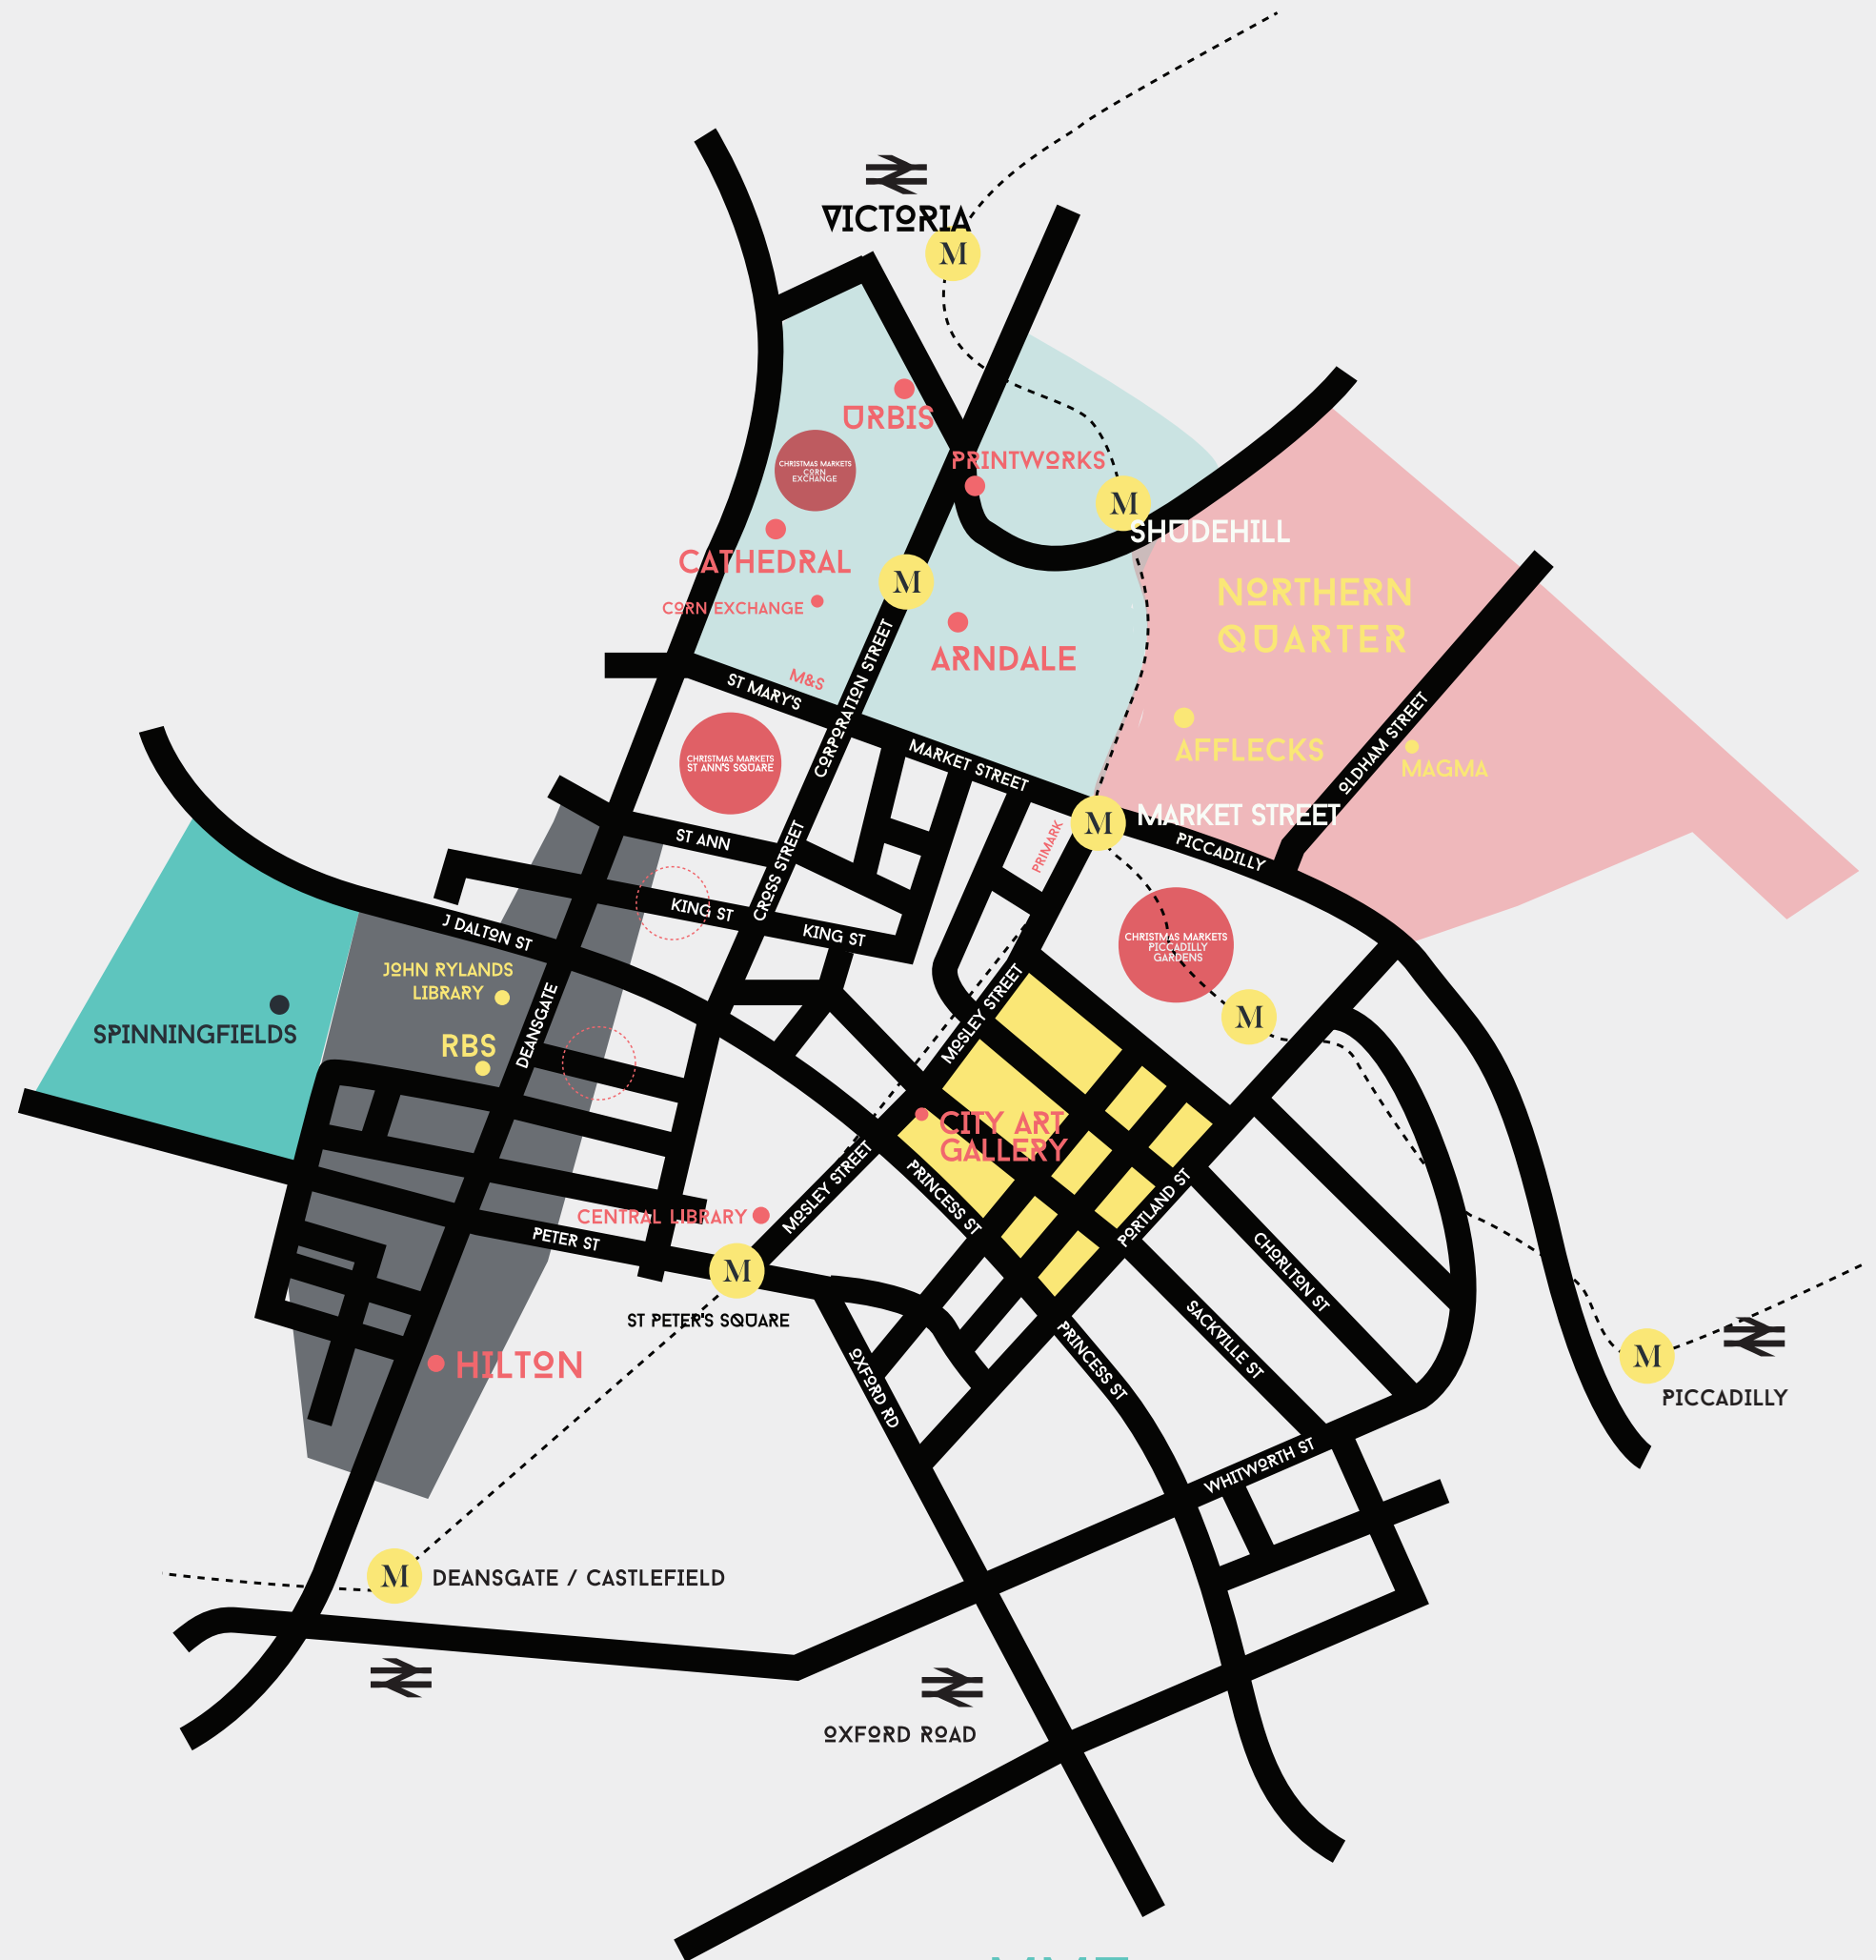 VICTORIA
M
URBIS
CHRISTMAS MARKETS
CORN
EXCHANGE
PRINTWORKS
M
SHUDEHILL
CATHEDRAL
M
CORN EXCHANGE
NORTHERN
QUARTER
ARNDALE
M&S
ST MARY'S
CORPORATION STREET
MARKET STREET
AFFLECKS
MAGMA
OLDHAM STREET
CHRISTMAS MARKETS
ST ANN'S SQUARE
M
MARKET STREET
PICCADILLY
PRIMARK
ST ANN
CROSS STREET
KING ST
KING ST
J DALTON ST
CHRISTMAS MARKETS
PICCADILLY
GARDENS
JOHN RYLANDS
LIBRARY
M
SPINNINGFIELDS
RBS
DEANSGATE
MOSLEY STREET
CITY ART
GALLERY
MOSLEY STREET
PRINCESS ST
PORTLAND ST
CENTRAL LIBRARY
PETER ST
M
ST PETER'S SQUARE
CHORLTON ST
SACKVILLE ST
PRINCESS ST
OXFORD RD
HILTON
M
PICCADILLY
WHITWORTH ST
M
DEANSGATE / CASTLEFIELD
OXFORD ROAD